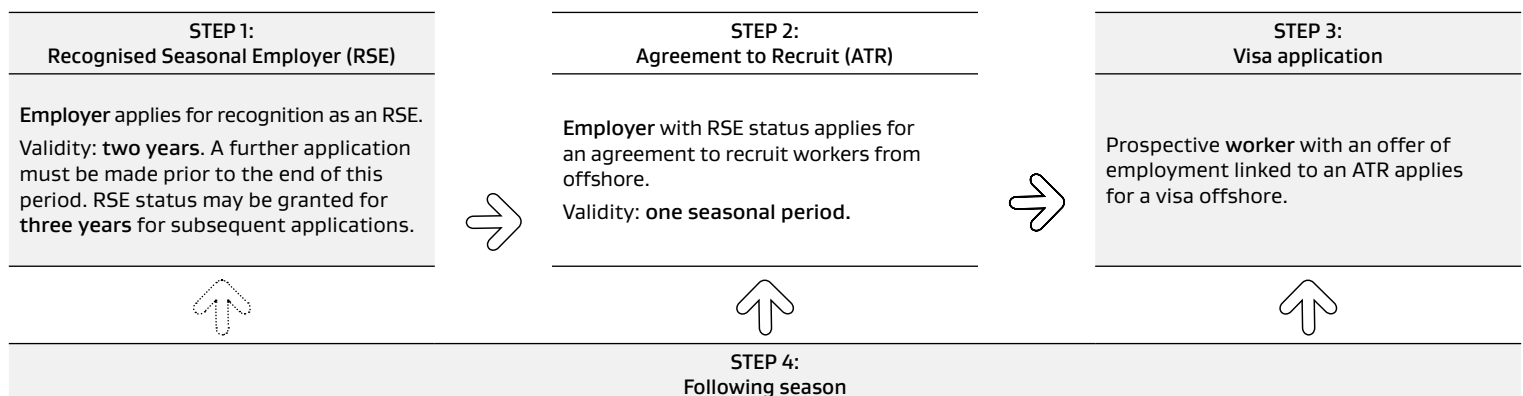 STEP 1:
Recognised Seasonal Employer (RSE)
Employer applies for recognition as an RSE.
Validity: two years. A further application
must be made prior to the end of this
period. RSE status may be granted for
three years for subsequent applications.
STEP 2:
Agreement to Recruit (ATR)
Employer with RSE status applies for
an agreement to recruit workers from
offshore.
Validity: one seasonal period.
STEP 3:
Visa application
Prospective worker with an offer of
employment linked to an ATR applies
for a visa offshore.
STEP 4:
Following season